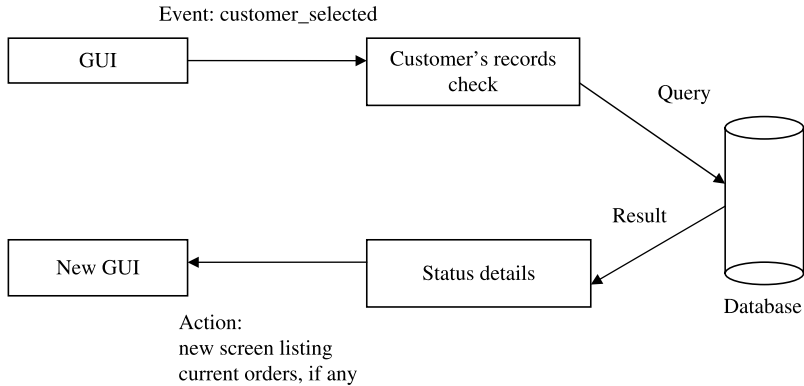 Event: customer_selected
GUI
Customer’s records
check
Query
Result
New GUI
Status details
Database
Action:
new screen listing
current orders, if any